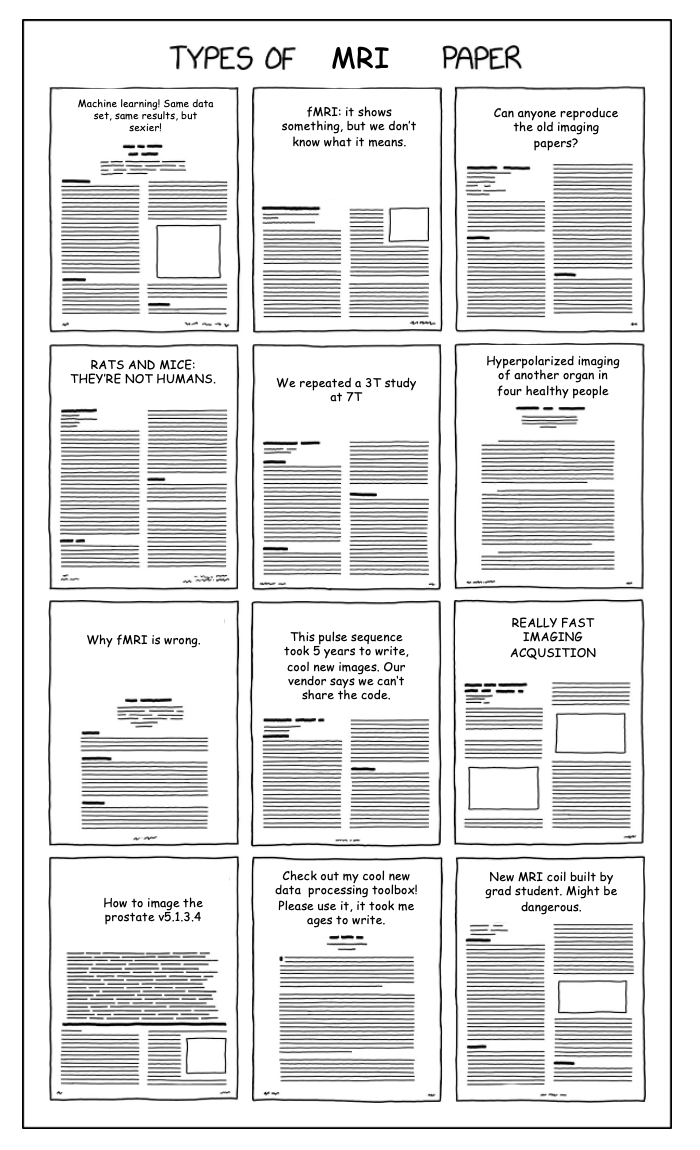 TYPES OF MRI PAPER
Machine learning! Same data
set, same results, but
sexier!
fMRI: it shows
something, but we don't
know what it means.
Can anyone reproduce
the old imaging
papers?
RATS AND MICE:
THEY'RE NOT HUMANS.
We repeated a 3T study
at 7T
Hyperpolarized imaging
of another organ in
four healthy people
Why fMRI is wrong.
This pulse sequence
took 5 years to write,
cool new images. Our
vendor says we can't
share the code.
REALLY FAST
IMAGING
ACQUSITION
How to image the
prostate v5.1.3.4
Check out my cool new
data processing toolbox!
Please use it, it took me
ages to write.
New MRI coil built by
grad student. Might be
dangerous.